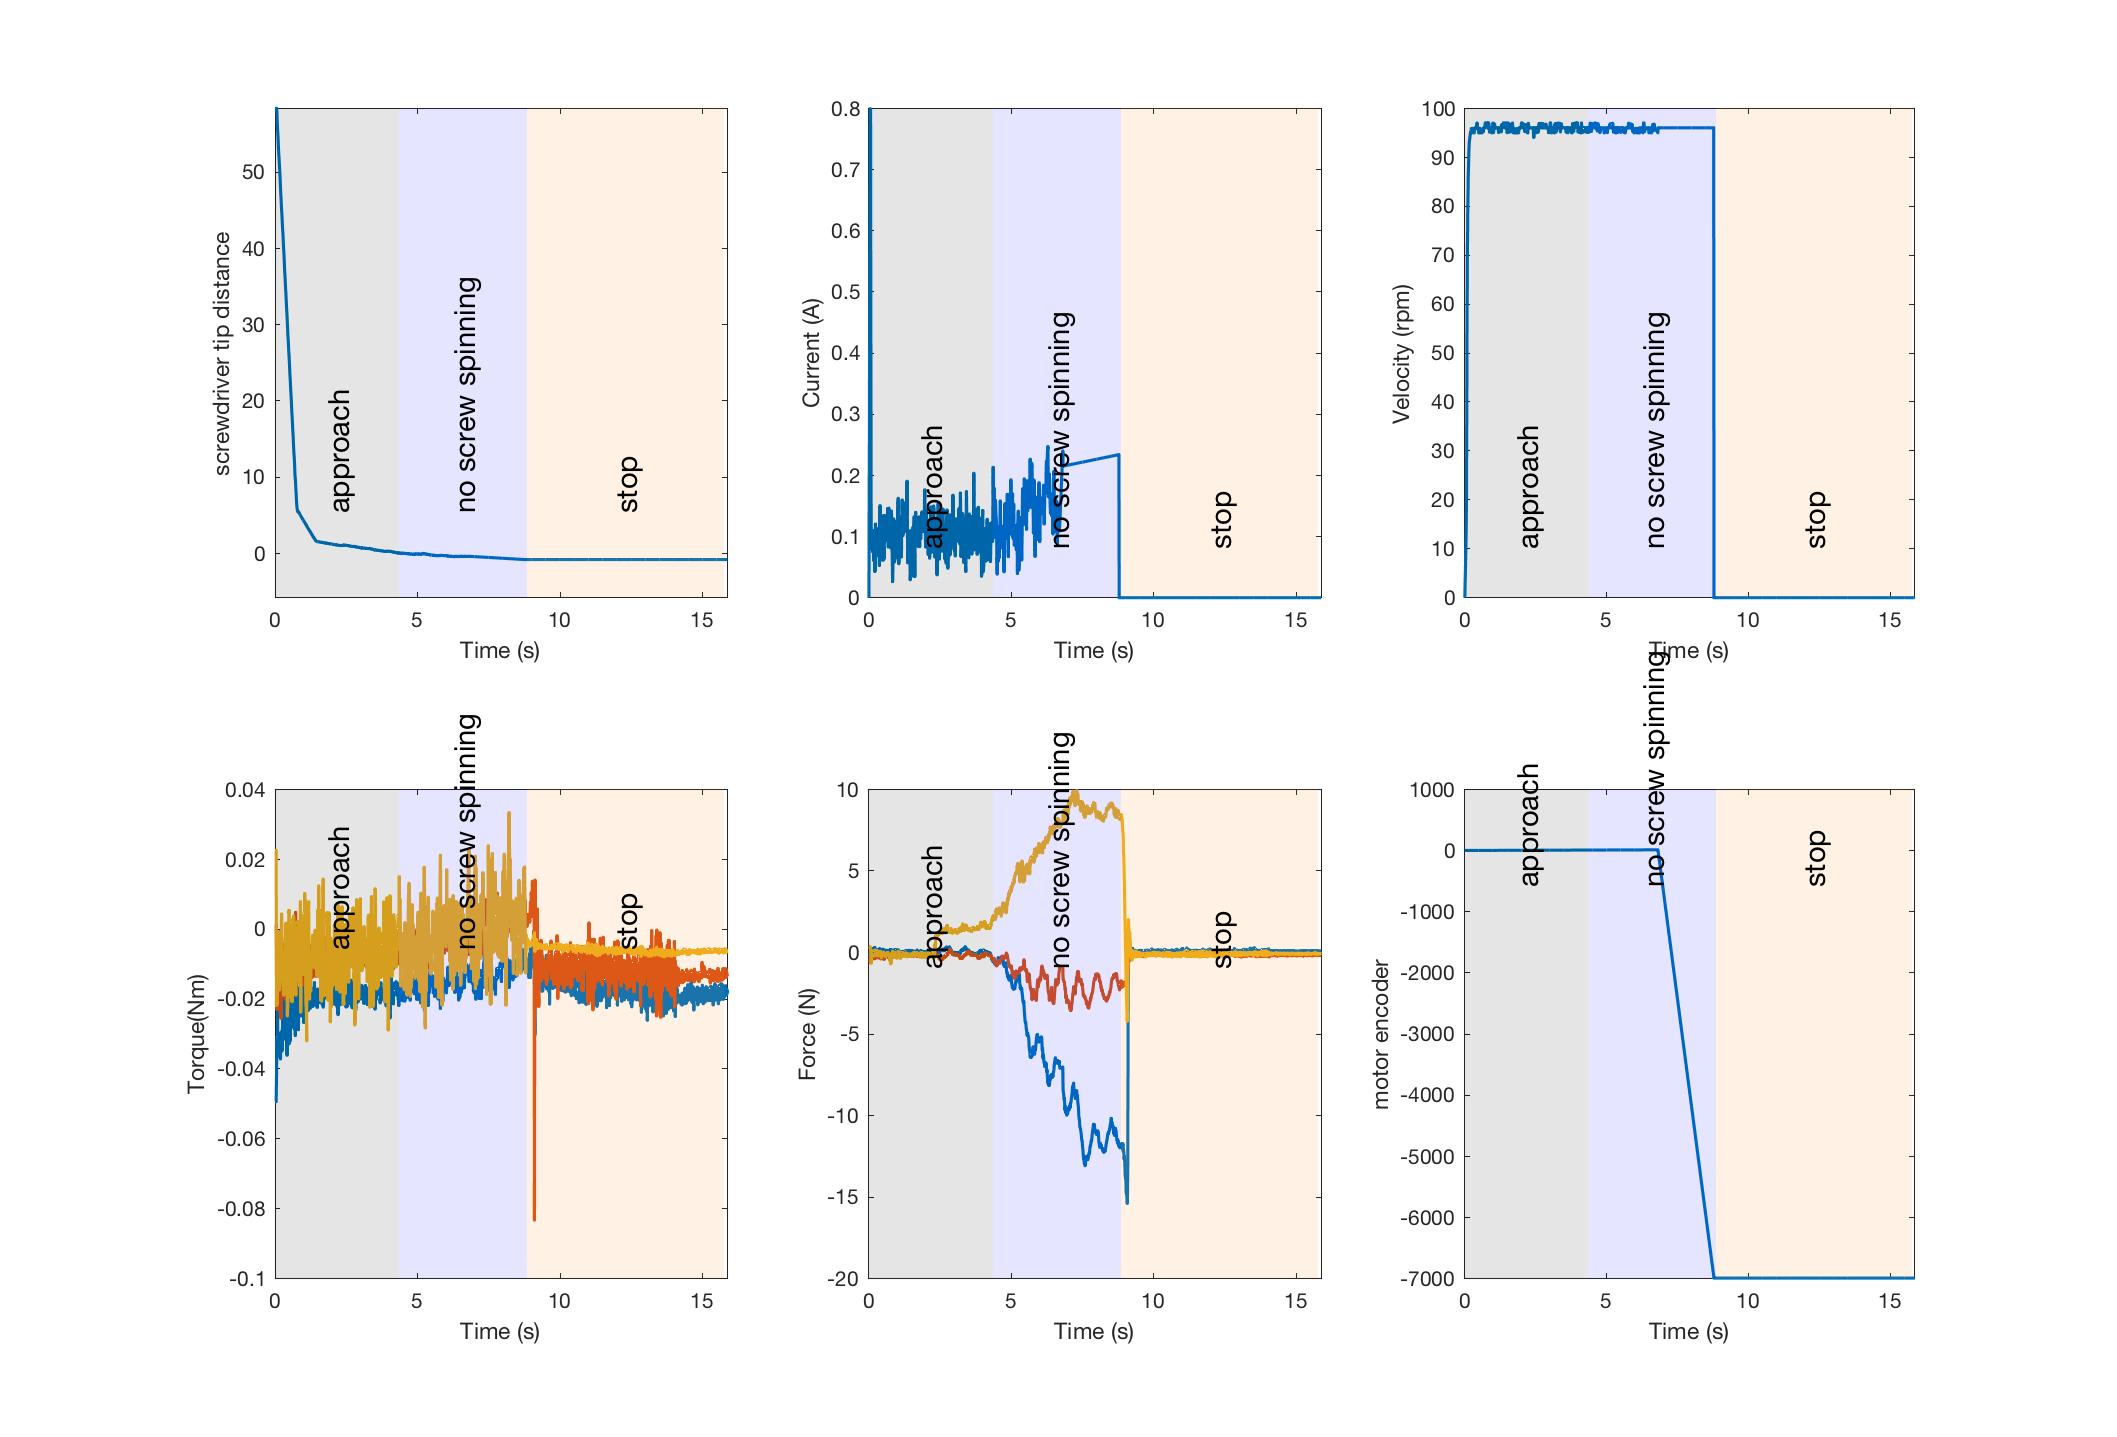 screwdriver tip distance
50
40
30
20
10
0
approach
no screw spinning
stop
0 5 10 15
Time (s)
Current (A)
0.8
0.7
0.6
0.5
0.4
0.3
0.2
0.1
0
approach
no screw spinning
stop
0 5 10 15
Time (s)
Velocity (rpm)
100
90
80
70
60
50
40
30
20
10
0
approach
no screw spinning
stop
0 5 10 15
Time (s)
Torque(Nm)
0.04
0.02
0
-0.02
-0.04
-0.06
-0.08
-0.1
approach
no screw spinning
stop
0 5 10 15
Time (s)
Force (N)
10
5
0
-5
-10
-15
-20
approach
no screw spinning
stop
0 5 10 15
Time (s)
motor encoder
1000
0
-1000
-2000
-3000
-4000
-5000
-6000
-7000
approach
no screw spinning
stop
0 5 10 15
Time (s)